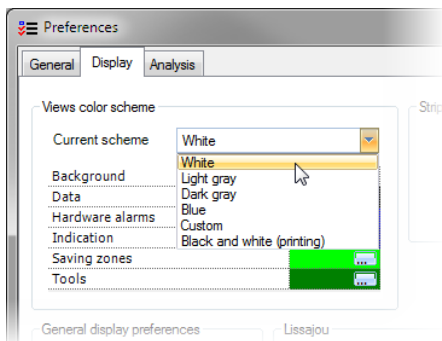 Preferences
General Display Analysis
Views color scheme
Strip
Current scheme White
White
Background Light gray
Data Dark gray
Hardware alarms Blue
Custom
Indication Black and white (printing)
Saving zones ...
Tools ...
General display preferences Lissajou